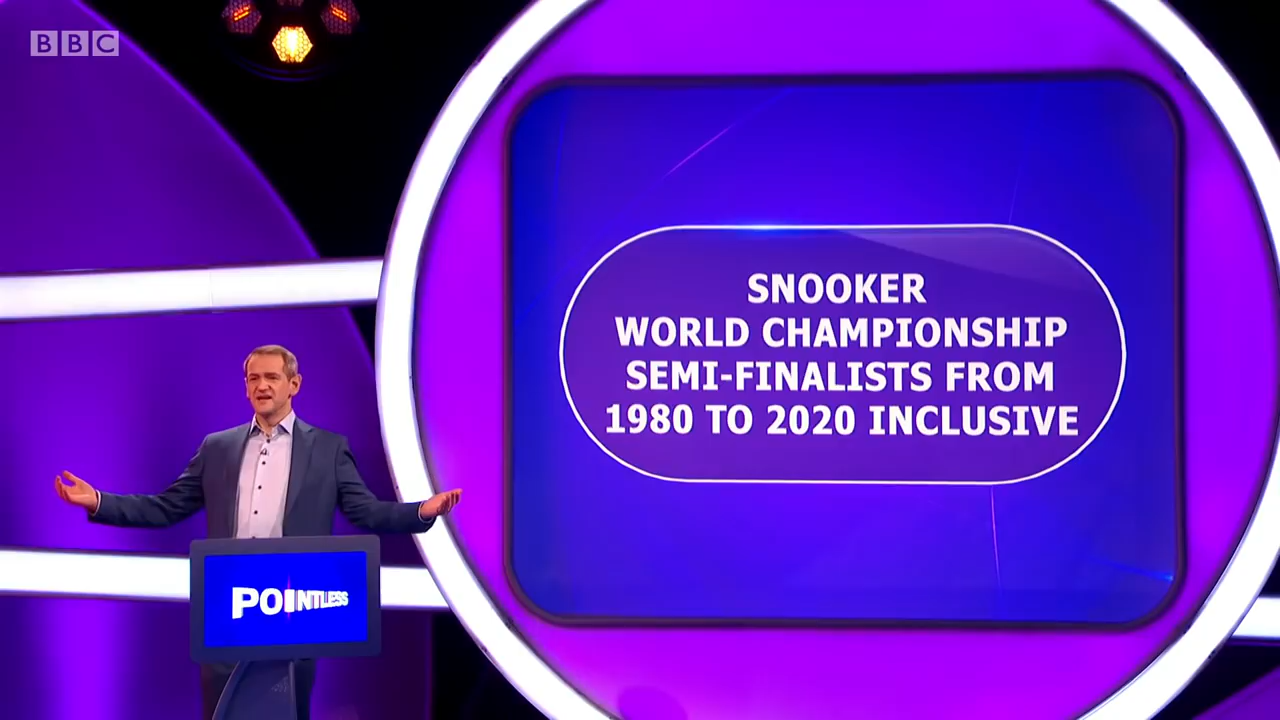 BBC
SNOOKER
WORLD CHAMPIONSHIP
SEMI-FINALISTS FROM
1980 TO 2020 INCLUSIVE
POINTLESS